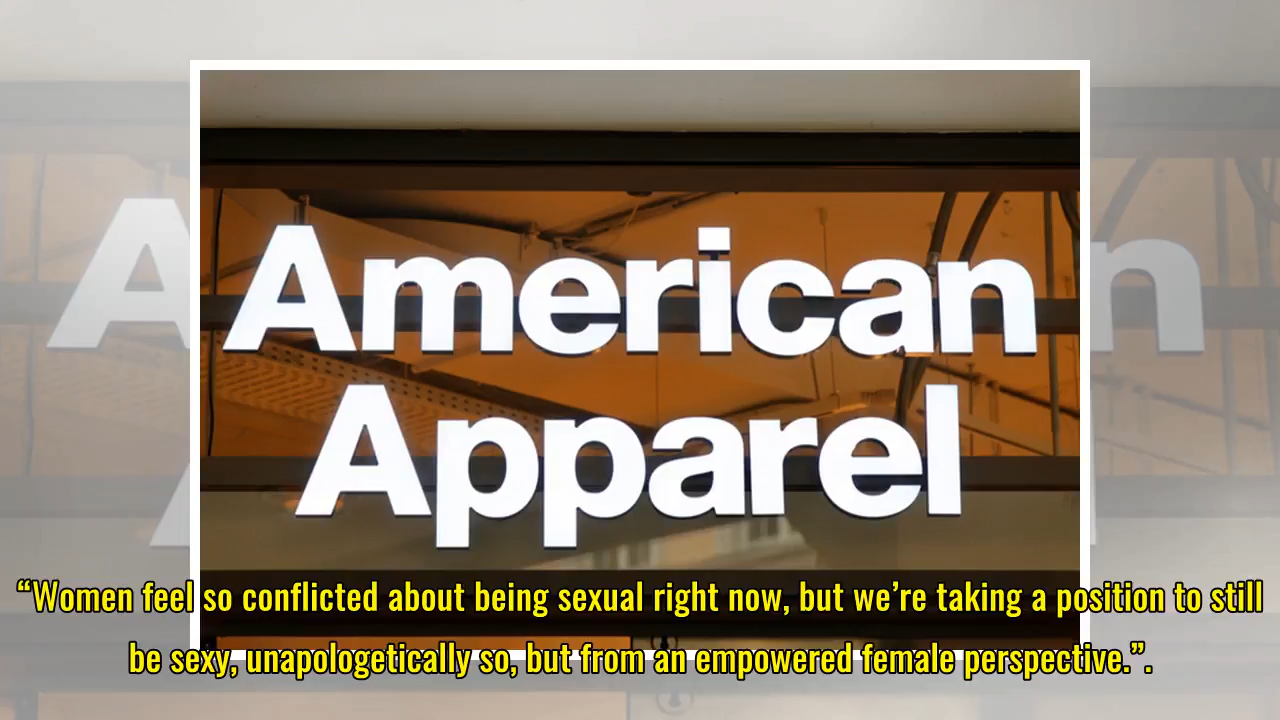 American
Apparel
“Women feel so conflicted about being sexual right now, but we’re taking a position to still
be sexy, unapologetically so, but from an empowered female perspective.”.